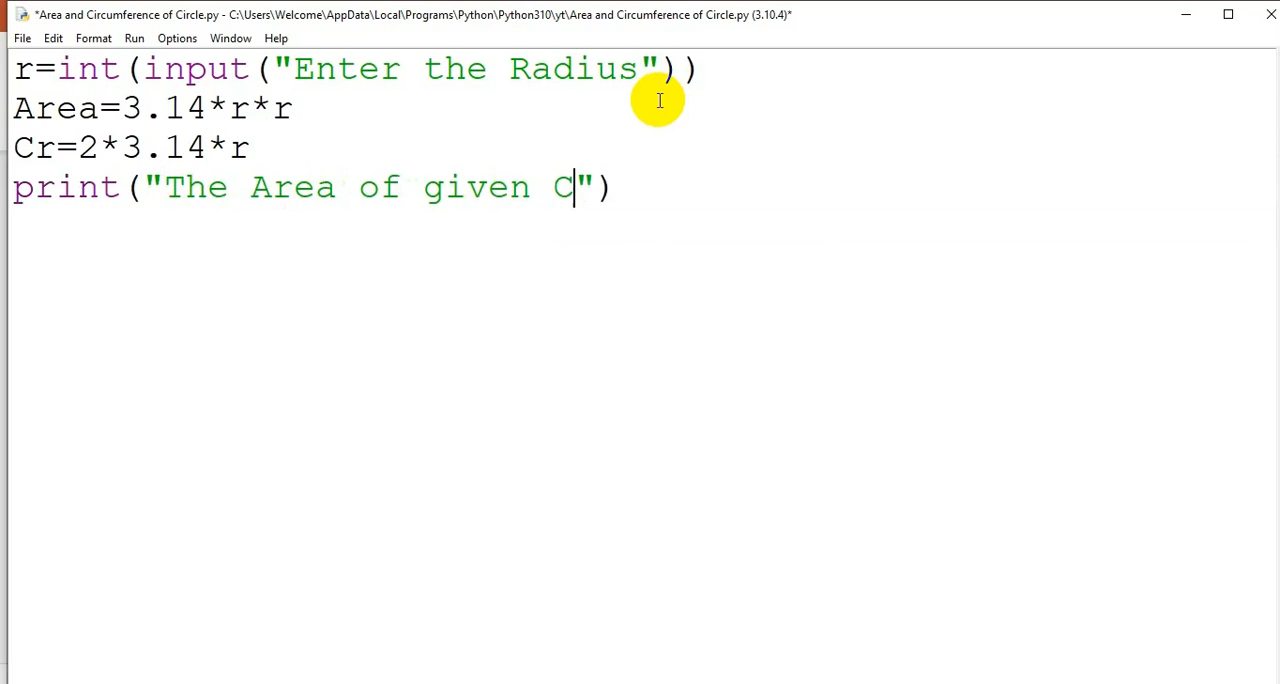 *Area and Circumference of Circle.py - C:\Users\Welcome\AppData\Local\Programs\Python\Python310\yt\Area and Circumference of Circle.py (3.10.4)*
File Edit Format Run Options Window Help
r=int(input("Enter the Radius"))
Area=3.14*r*r
Cr=2*3.14*r
print("The Area of given C")